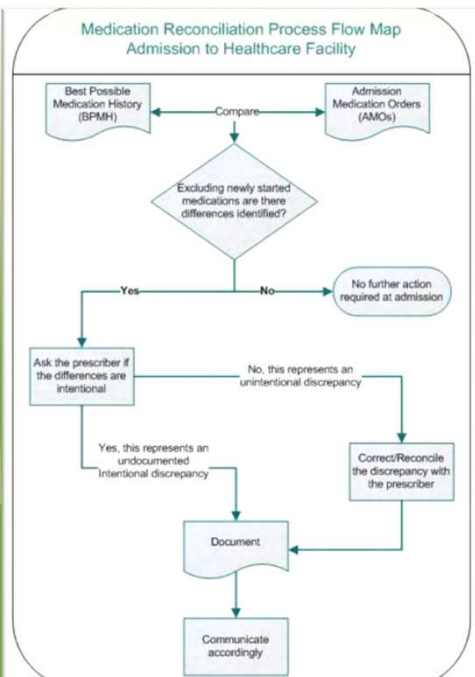 Medication Reconciliation Process Flow Map
Admission to Healthcare Facility
Best Possible
Medication History
(BPMH)
Compare
Admission
Medication Orders
(AMOs)
Excluding newly started
medications are there
differences identified?
Yes
No
No further action
required at admission
Ask the prescriber if
the differences are
intentional
No, this represents an
unintentional discrepancy
Yes, this represents an
undocumented
Intentional discrepancy
Correct/Reconcile
the discrepancy with
the prescriber
Document
Communicate
accordingly